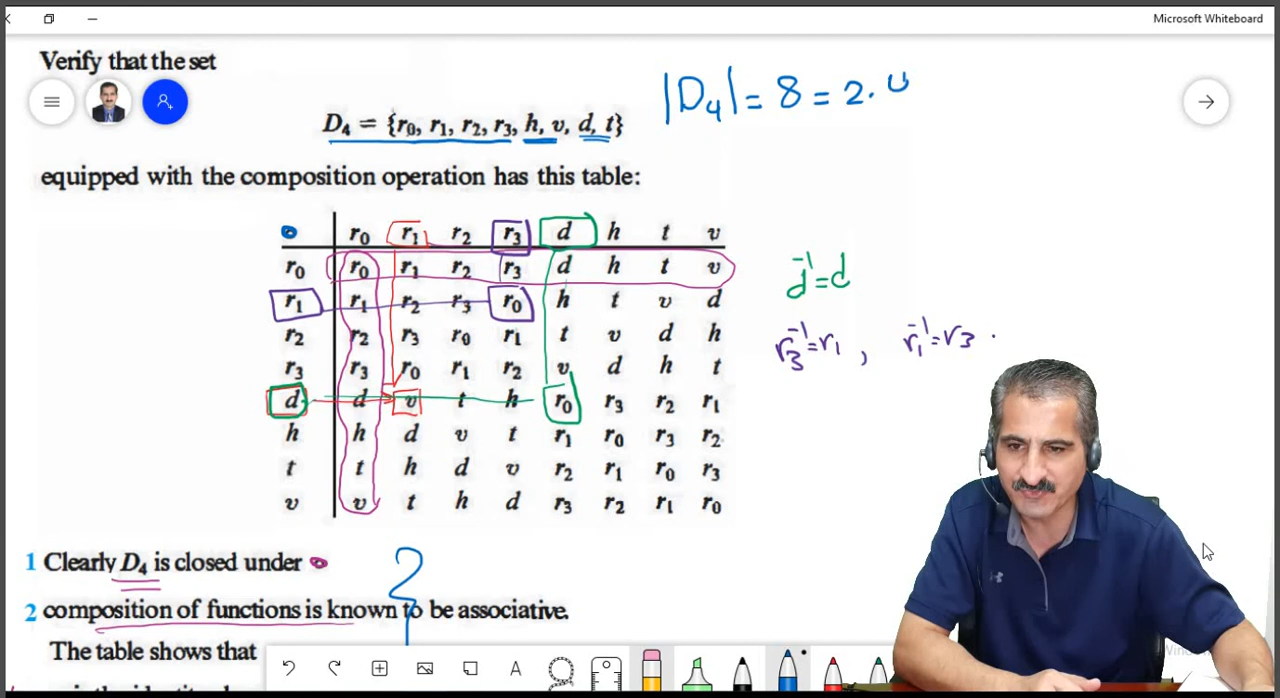 Microsoft Whiteboard
Verify that the set
|D4| = 8 = 2.
D4 = {r0, r1, r2, r3, h, v, d, t}
equipped with the composition operation has this table:
∘ r0 r1 r2 r3 d h t v
r0 r0 r1 r2 r3 d h t v
r1 r1 r2 r3 r0 h t v d
r2 r2 r3 r0 r1 t v d h
r3 r3 r0 r1 r2 v d h t
d d v t h r0 r3 r2 r1
h h d v t r1 r0 r3 r2
t t h d v r2 r1 r0 r3
v v t h d r3 r2 r1 r0
d⁻¹=d
r3⁻¹=r1 , r1⁻¹=r3 .
1 Clearly D4 is closed under
2 composition of functions is known to be associative.
The table shows that
A